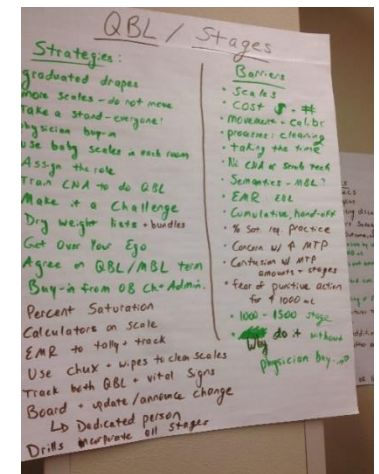 QBL / Stages
Strategies:
graduated drapes
more scales - do not move
Take a stand - everyone!
physician buy-in
use baby scales in each room
Assign the role
Train CNA to do QBL
Make it a Challenge
Dry weight lists + bundles
Get Over Your Ego
Agree on QBL/MBL term
Buy-in from OB Ch + Admin.
Percent Saturation
Calculators on scale
EMR to tally + track
Use chux + wipes to clean scales
Track both QBL + Vital Signs
Board + update/announce change
↳ Dedicated person
Drills incorporate all stages
Barriers
• Scales
• COST $ - #
• movement + calibr
• process: cleaning
• taking the time
• No CNA or Scrub tech
• Semantics - MBL?
• EMR EBL
• Cumulative, hand-off
• % Sat. req. practice
• Concern w/ ↑ MTP
• Confusion w/ MTP
amounts + stages
• fear of punitive action
for ↑ 1000 mL
• 1000 - 1500 stage
• Why do it without
physician buy-in